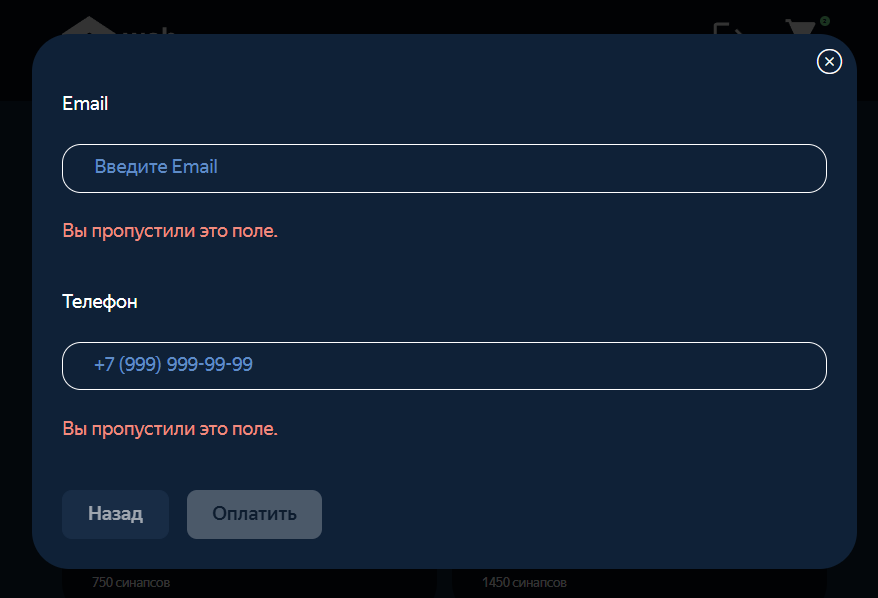 Email
Введите Email
Вы пропустили это поле.
Телефон
+7 (999) 999-99-99
Вы пропустили это поле.
Назад
Оплатить
750 синапсов
1450 синапсов